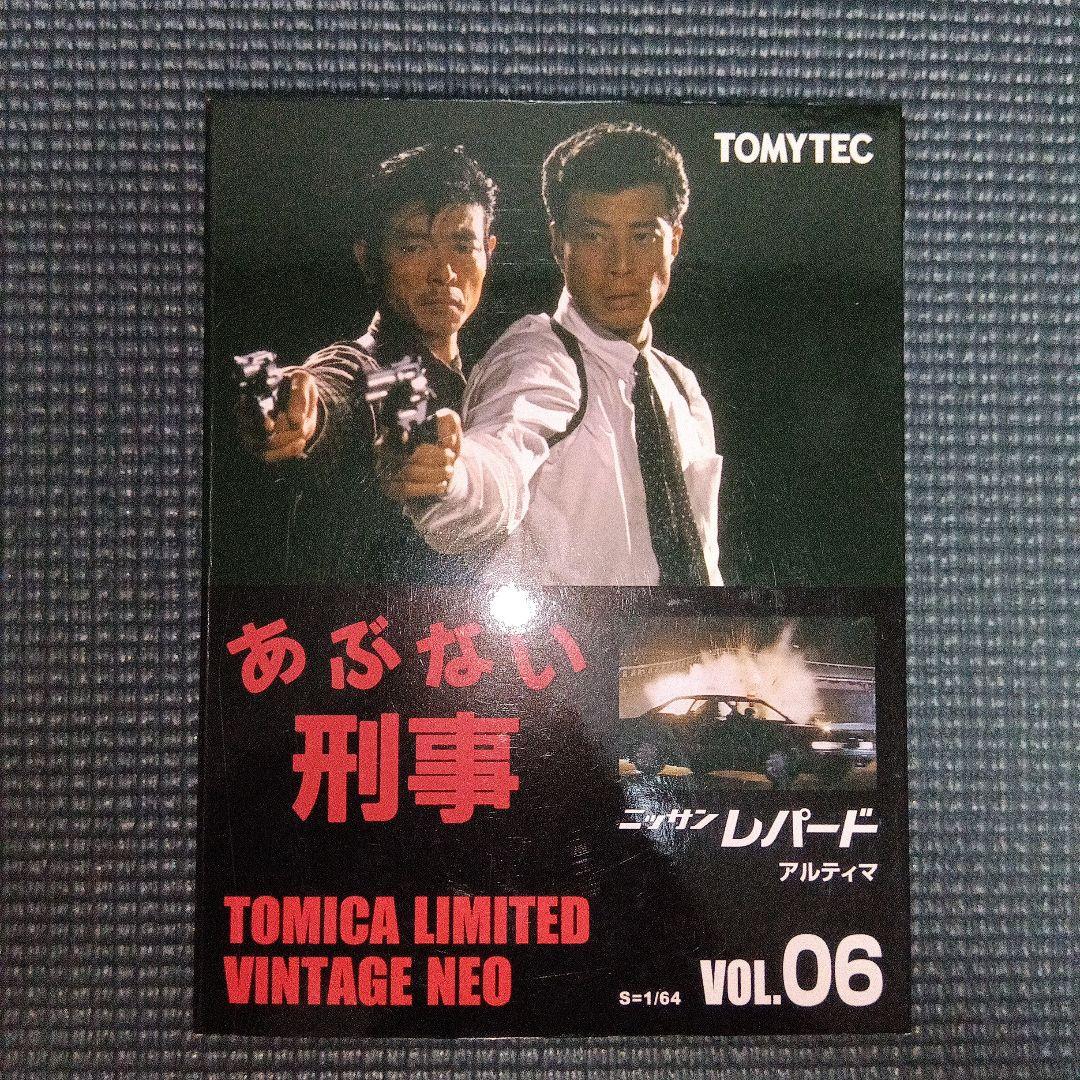 TOMYTEC
あぶない
刑事
ニッサン レパード
アルティマ
TOMICA LIMITED
VINTAGE NEO
S=1/64 VOL.06